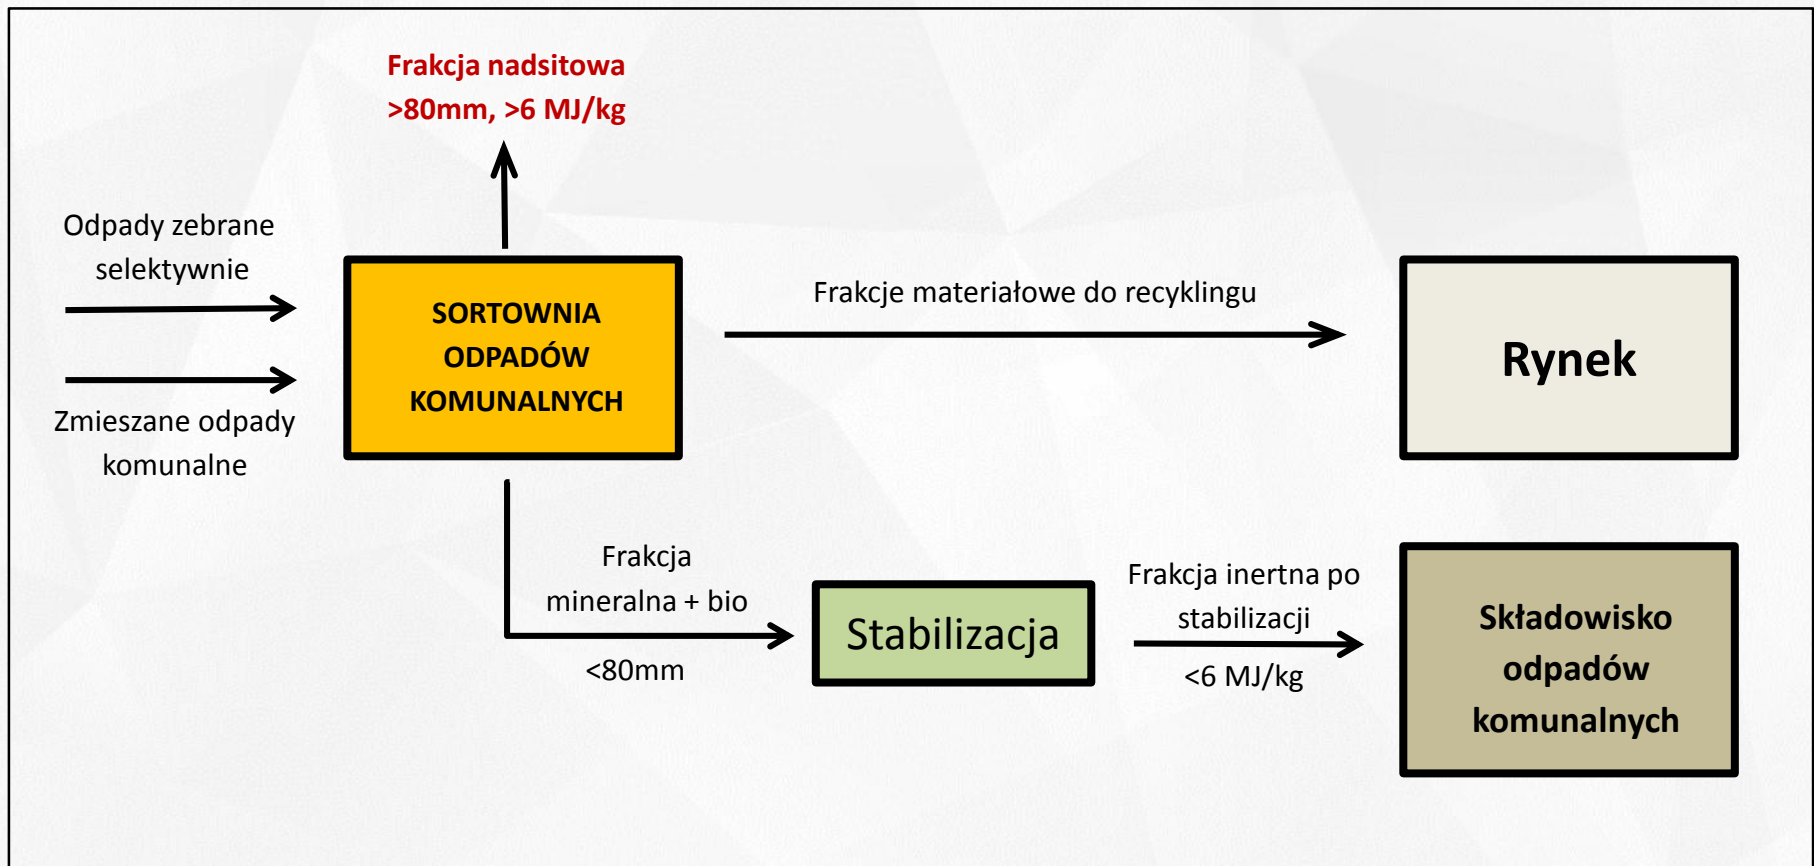 Frakcja nadsitowa
>80mm, >6 MJ/kg
Odpady zebrane
selektywnie
Zmieszane odpady
komunalne
SORTOWNIA
ODPADÓW
KOMUNALNYCH
Frakcje materiałowe do recyklingu
Rynek
Frakcja
mineralna + bio
<80mm
Stabilizacja
Frakcja inertna po
stabilizacji
<6 MJ/kg
Składowisko
odpadów
komunalnych